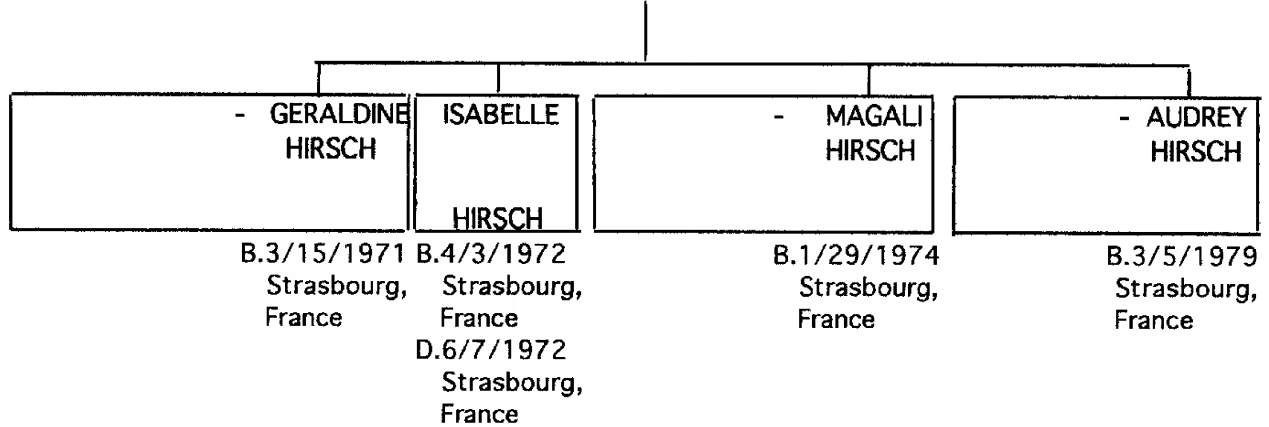 - GERALDINE
HIRSCH
B.3/15/1971
Strasbourg,
France
ISABELLE
HIRSCH
B.4/3/1972
Strasbourg,
France
D.6/7/1972
Strasbourg,
France
- MAGALI
HIRSCH
B.1/29/1974
Strasbourg,
France
- AUDREY
HIRSCH
B.3/5/1979
Strasbourg,
France